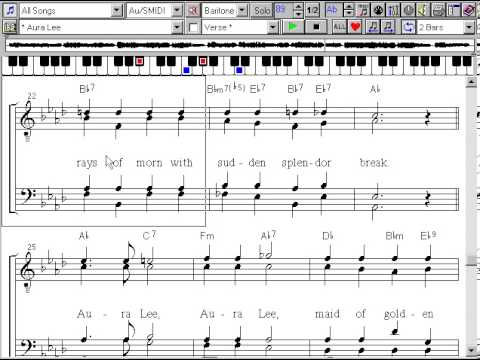 All Songs Au/SMIDI Baritone Solo 89 1/2 Ab
* Aura Lee Verse * ALL 2 Bars
22 B♭7 B♭m7(♭5) E♭7 B♭7 E♭7 A♭
rays of morn with sud- den splen- dor break.
25 A♭ C7 Fm A♭7 D♭ B♭m E♭9
Au - ra Lee, Au - ra Lee, maid of gold - en